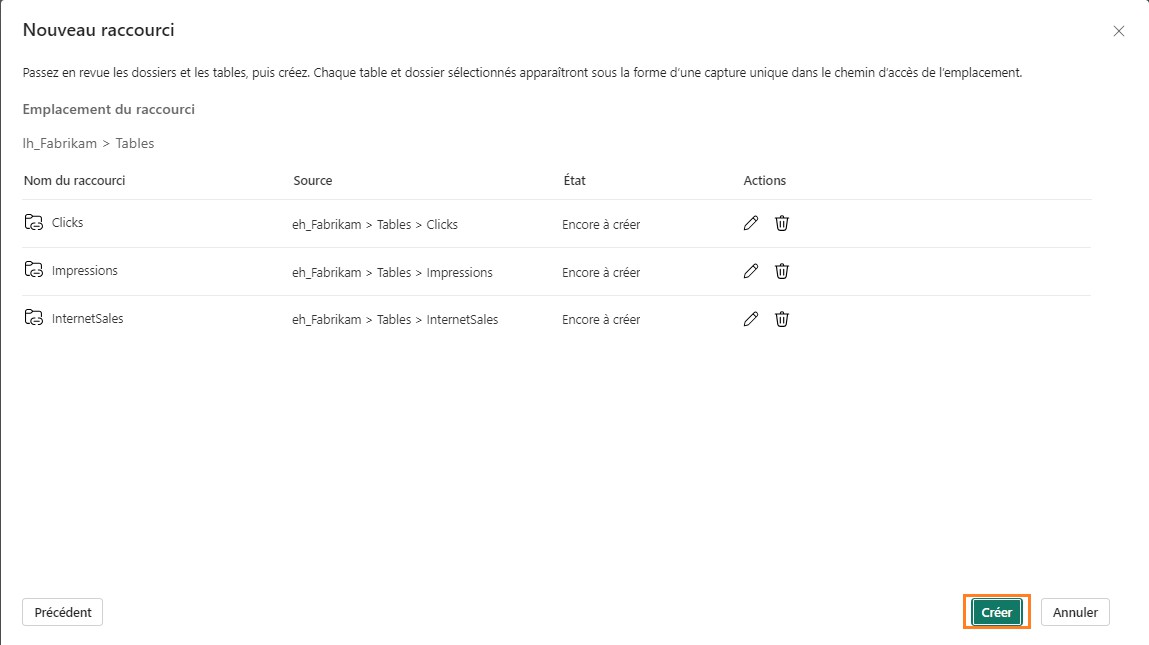 Nouveau raccourci
Passez en revue les dossiers et les tables, puis créez. Chaque table et dossier sélectionnés apparaîtront sous la forme d’une capture unique dans le chemin d’accès de l’emplacement.
Emplacement du raccourci
lh_Fabrikam > Tables
Nom du raccourci Source État Actions
Clicks eh_Fabrikam > Tables > Clicks Encore à créer
Impressions eh_Fabrikam > Tables > Impressions Encore à créer
InternetSales eh_Fabrikam > Tables > InternetSales Encore à créer
Précédent Créer Annuler